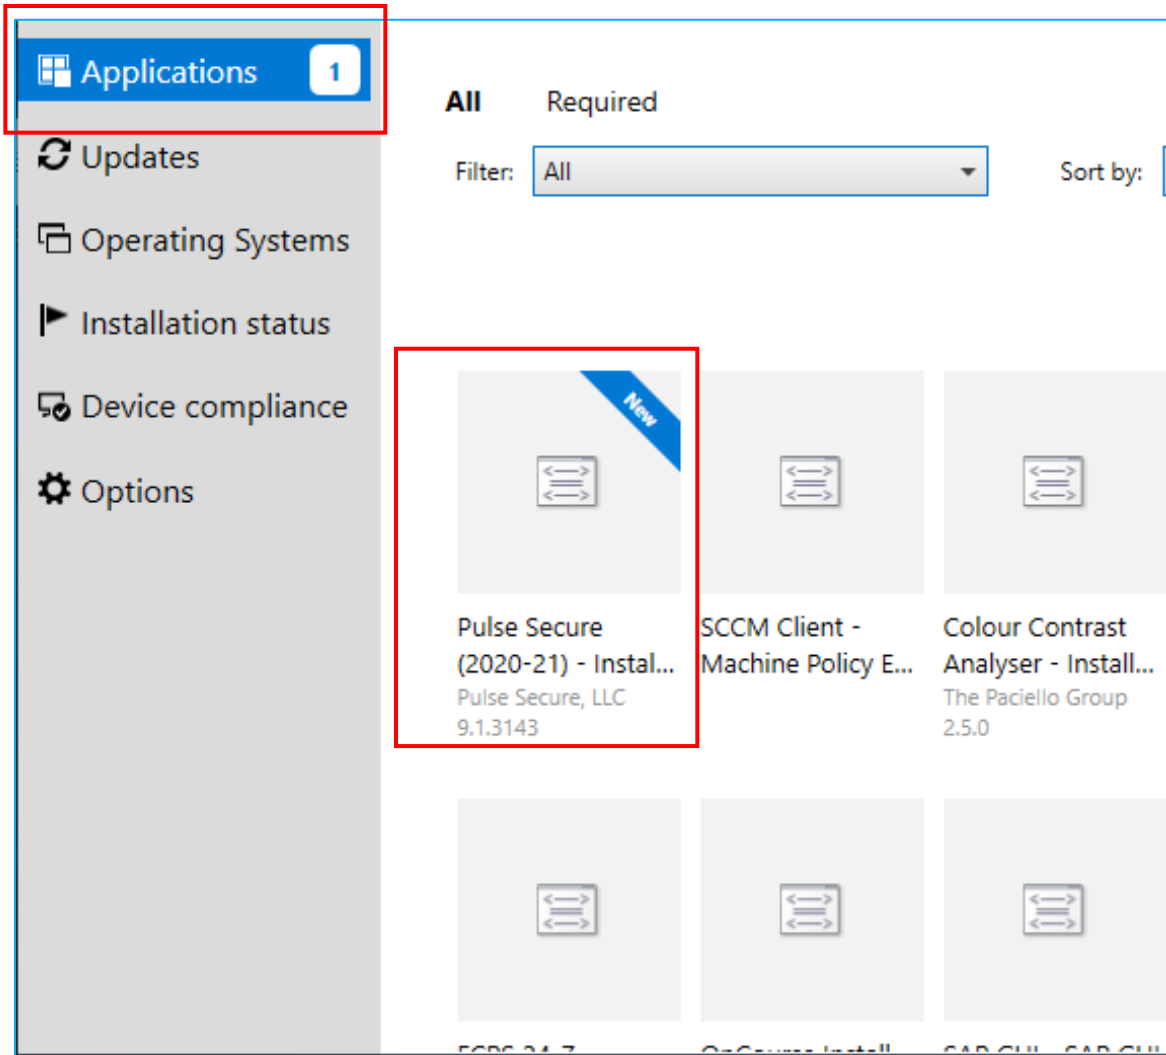 Applications 1
Updates
Operating Systems
Installation status
Device compliance
Options
All Required
Filter: All Sort by:
New
Pulse Secure
(2020-21) - Instal...
Pulse Secure, LLC
9.1.3143
SCCM Client -
Machine Policy E...
Colour Contrast
Analyser - Install...
The Paciello Group
2.5.0